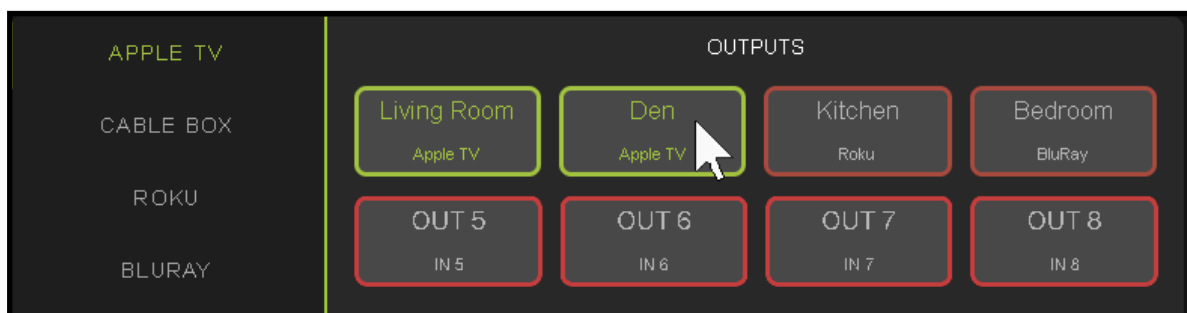 APPLE TV
CABLE BOX
ROKU
BLURAY
OUTPUTS
Living Room
Apple TV
Den
Apple TV
Kitchen
Roku
Bedroom
BluRay
OUT 5
IN 5
OUT 6
IN 6
OUT 7
IN 7
OUT 8
IN 8